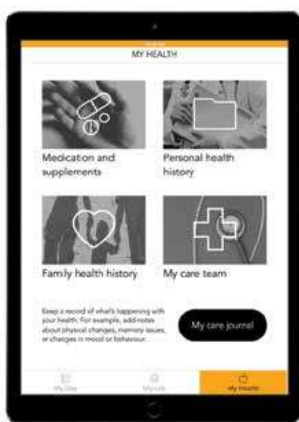 MY HEALTH
Medication and
supplements
Personal health
history
Family health history
My care team
Keep a record of what's happening with
your health. For example, add notes
about physical changes, memory issues,
or changes in mood or behaviour.
My care journal
My Day
My Life
My Health